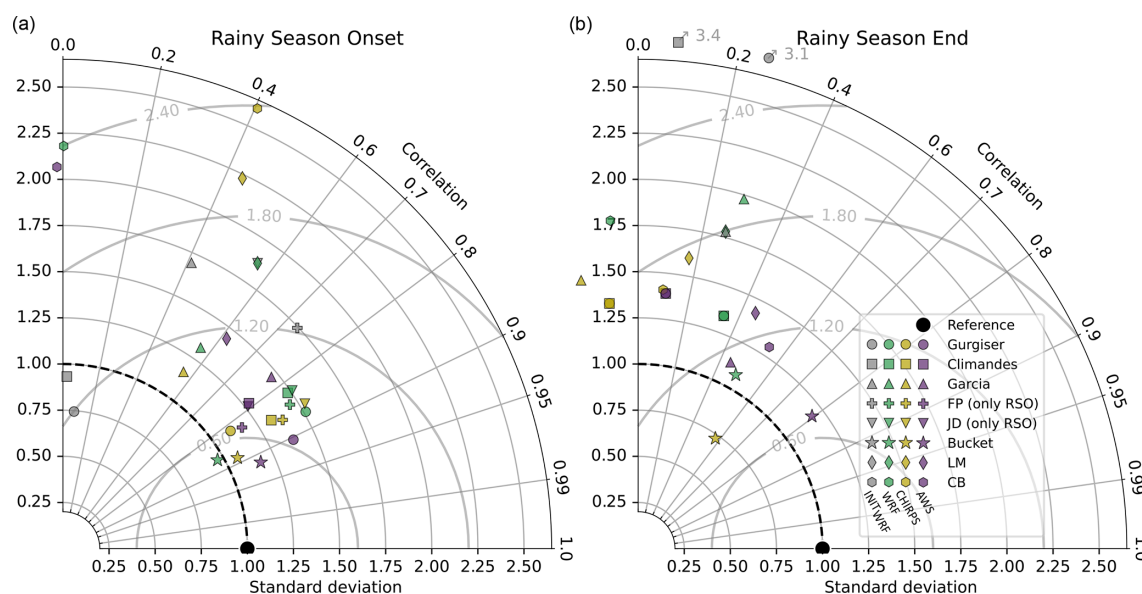 (a)
Rainy Season Onset
0.0
0.2
0.4
0.6
0.7
0.8
0.9
0.95
0.99
1.0
Correlation
2.50
2.25
2.00
1.75
1.50
1.25
1.00
0.75
0.50
0.25
2.40
1.80
1.20
0.60
0.25 0.50 0.75 1.00 1.25 1.50 1.75 2.00 2.25 2.50
Standard deviation
(b)
Rainy Season End
3.4
3.1
0.0
0.2
0.4
0.6
0.7
0.8
0.9
0.95
0.99
1.0
Correlation
2.50
2.25
2.00
1.75
1.50
1.25
1.00
0.75
0.50
0.25
2.40
1.80
1.20
0.60
Reference
Gurgiser
Climandes
Garcia
FP (only RSO)
JD (only RSO)
Bucket
LM
CB
INITWRF
WRF
CHIRPS
AWS
0.25 0.50 0.75 1.00 1.25 1.50 1.75 2.00 2.25 2.50
Standard deviation